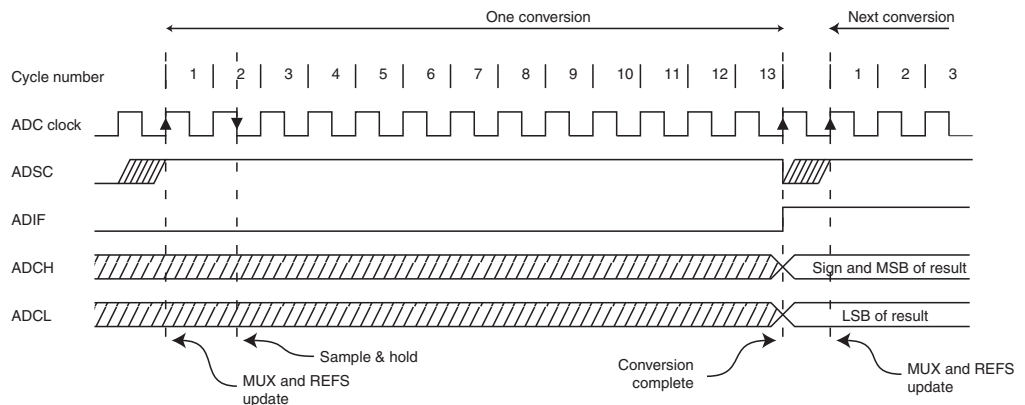 One conversion
Next conversion
Cycle number
1 2 3 4 5 6 7 8 9 10 11 12 13 1 2 3
ADC clock
ADSC
ADIF
ADCH
Sign and MSB of result
ADCL
LSB of result
Sample & hold
MUX and REFS
update
Conversion
complete
MUX and REFS
update